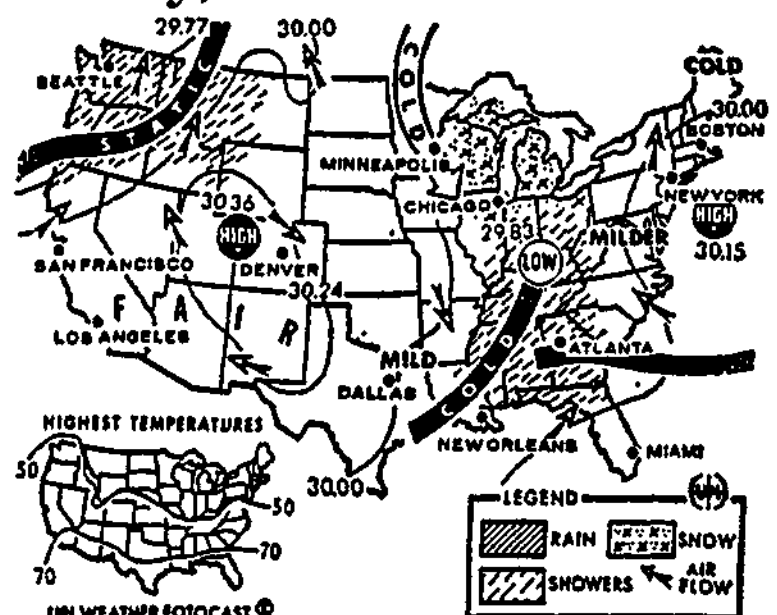 29.77
30.00
COLD
COLD
SEATTLE
30.00
BOSTON
STATIC
MINNEAPOLIS
NEW YORK
30.36
CHICAGO
HIGH
HIGH
29.83
MILDER
30.15
SAN FRANCISCO
DENVER
LOW
30.24
FAIR
LOS ANGELES
ATLANTA
MILD
COLD
DALLAS
HIGHEST TEMPERATURES
NEW ORLEANS
MIAMI
50
30.00
LEGEND
50
RAIN
SNOW
70
AIR
FLOW
70
SHOWERS
WEATHER FOTOCAST ©